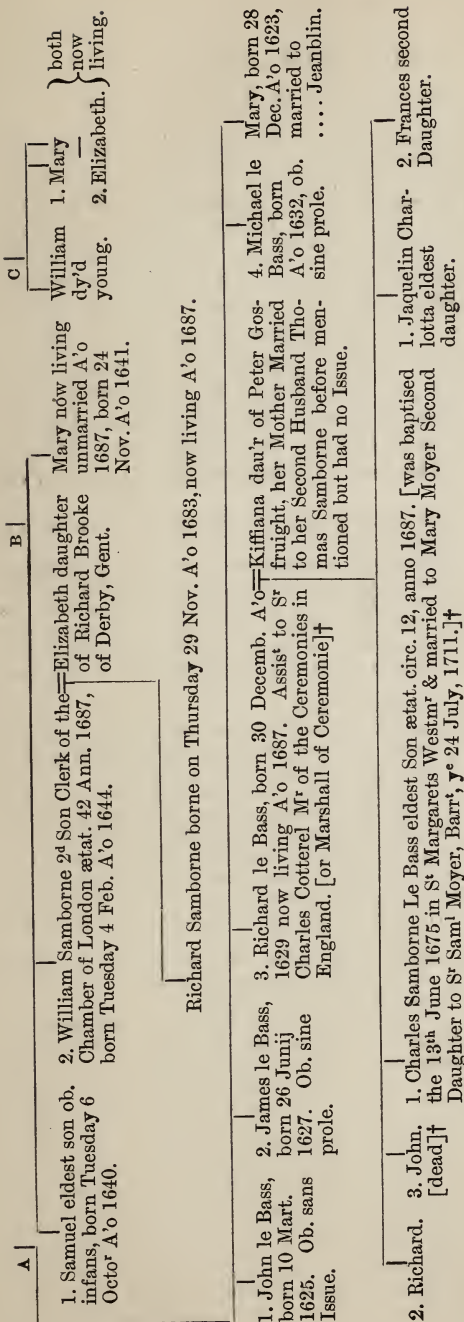 A
B
C
1. Samuel eldest son ob.
infans, born Tuesday 6
Octoʳ A'o 1640.
2. William Samborne 2ᵈ Son Clerk of the
Chamber of London ætat. 42 Ann. 1687,
born Tuesday 4 Feb. A'o 1644.
=Elizabeth daughter
of Richard Brooke
of Derby, Gent.
Mary now living
unmarried A'o
1687, born 24
Nov. A'o 1641.
William
dy'd
young.
1. Mary
—
2. Elizabeth.
} both
now
living.
Richard Samborne borne on Thursday 29 Nov. A'o 1683, now living A'o 1687.
1. John le Bass,
born 10 Mart.
1625. Ob. sans
Issue.
2. James le Bass,
born 26 Junij
1627. Ob. sine
prole.
3. Richard le Bass, born 30 Decemb. A'o
1629 now living A'o 1687. Assisᵗ to Sʳ
Charles Cotterel Mʳ of the Ceremonies in
England. [or Marshall of Ceremonie]†
=Kiffiana dau'r of Peter Gos-
fruight, her Mother Married
to her Second Husband Tho-
mas Samborne before men-
tioned but had no Issue.
4. Michael le
Bass, born
A'o 1632, ob.
sine prole.
Mary, born 28
Dec. A'o 1623,
married to
.... Jeanblin.
2. Richard.
3. John.
[dead]†
1. Charles Samborne Le Bass eldest Son ætat. circ. 12, anno 1687. [was baptised
the 13ᵗʰ June 1675 in Sᵗ Margarets Westmʳ & married to Mary Moyer Second
Daughter to Sʳ Samˡ Moyer, Barrᵗ, yᵉ 24 July, 1711.]†
1. Jaquelin Char-
lotta eldest
daughter.
2. Frances second
Daughter.